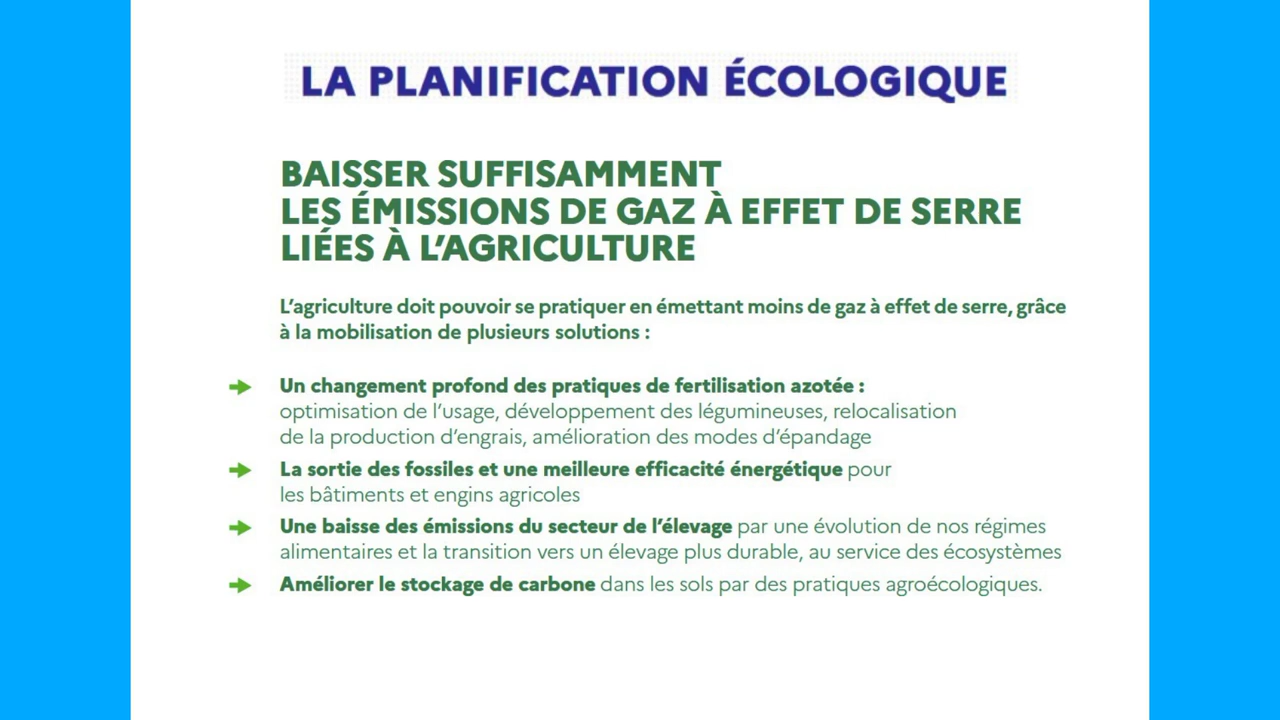 LA PLANIFICATION ÉCOLOGIQUE
BAISSER SUFFISAMMENT
LES ÉMISSIONS DE GAZ À EFFET DE SERRE
LIÉES À L’AGRICULTURE
L’agriculture doit pouvoir se pratiquer en émettant moins de gaz à effet de serre, grâce
à la mobilisation de plusieurs solutions :
Un changement profond des pratiques de fertilisation azotée :
optimisation de l’usage, développement des légumineuses, relocalisation
de la production d’engrais, amélioration des modes d’épandage
La sortie des fossiles et une meilleure efficacité énergétique pour
les bâtiments et engins agricoles
Une baisse des émissions du secteur de l’élevage par une évolution de nos régimes
alimentaires et la transition vers un élevage plus durable, au service des écosystèmes
Améliorer le stockage de carbone dans les sols par des pratiques agroécologiques.